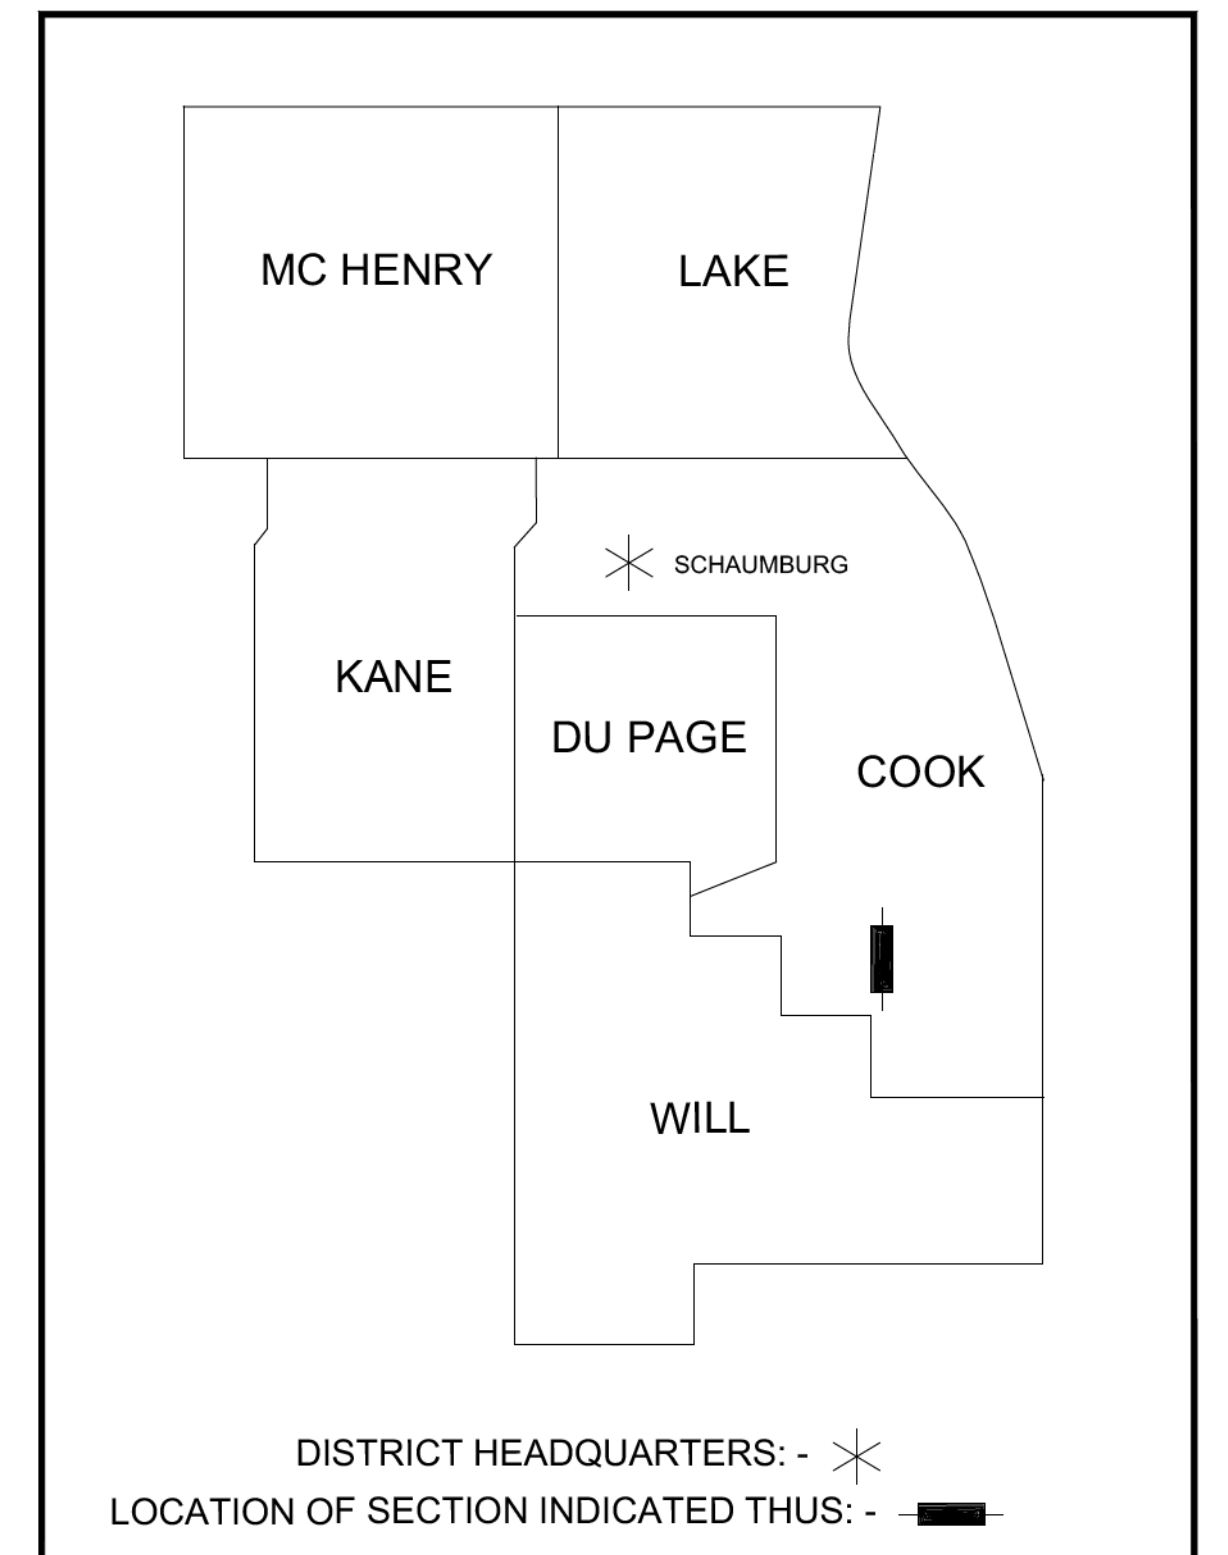 MC HENRY
LAKE
SCHAUMBURG
KANE
DU PAGE
COOK
WILL
DISTRICT HEADQUARTERS: -
LOCATION OF SECTION INDICATED THUS: -